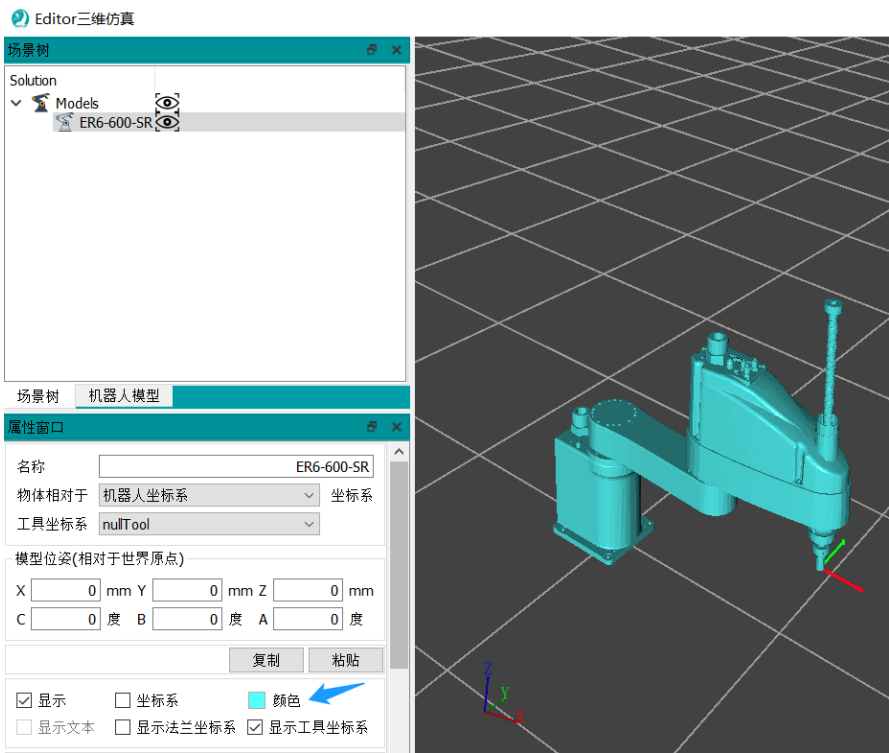 Editor三维仿真
场景树
Solution
Models
ER6-600-SR
场景树 机器人模型
属性窗口
名称 ER6-600-SR
物体相对于 机器人坐标系 坐标系
工具坐标系 nullTool
模型位姿(相对于世界原点)
X 0 mm Y 0 mm Z 0 mm
C 0 度 B 0 度 A 0 度
复制 粘贴
显示 坐标系 颜色
显示文本 显示法兰坐标系 显示工具坐标系
Z
Y
X